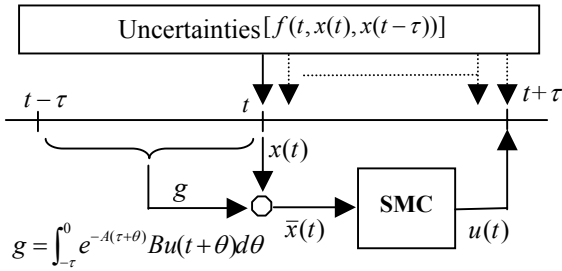 Uncertainties[f(t, x(t), x(t−τ))]
t−τ
t
t+τ
x(t)
g
SMC
x̅(t)
u(t)
g = ∫_{-τ}^{0} e^{-A(τ+θ)} Bu(t+θ)dθ